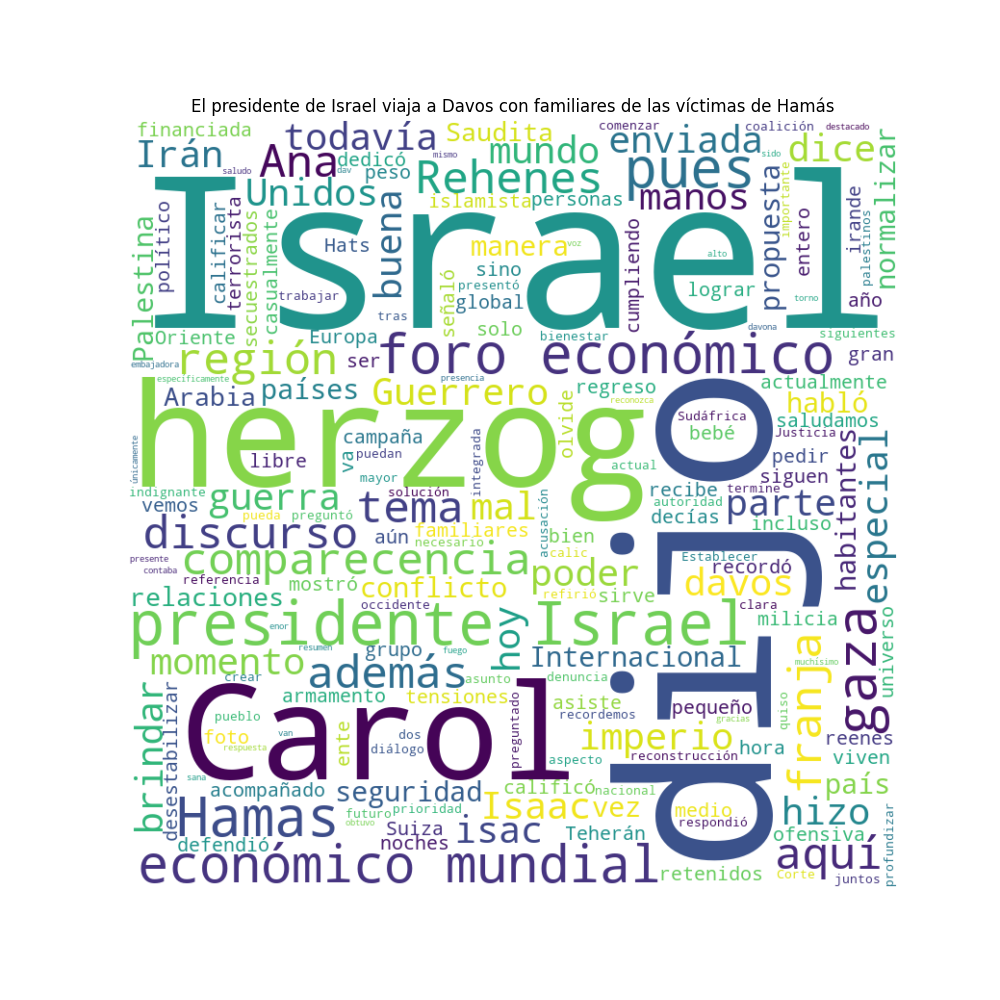 El presidente de Israel viaja a Davos con familiares de las víctimas de Hamás
financiada
todavía
Saudita
comenzar
coalición
destacado
Irán
Ana
dedicó
mismo
mundo
enviada
sido
dice
saludo
dav
peso
Rehenes
pues
Unidos
islamista
personas
manos
normalizar
Israel
Palestina
político
calificar
terrorista
secuestrados
casualmente
Hats
buena
manera
voz
sino
presentó
global
señaló
trabajar
tras
solo
cumpliendo
alto
lograr
propuesta
importante
entero
irande
palestinos
torno
año
Oriente
Europa
bienestar
davona
siguientes
embajadora
región
ser
foro económico
gran
específicamente
presencia
reconozca
Arabia
países
Guerrero
regreso
actualmente
habló
herzog
dijo
olvide
Sudáfrica
bebé
saludamos
Justicia
campaña
va
puedan
libre
mayor
integrada
actual
pedir
siguen
únicamente
indignante
guerra
solución
recibe
termine
vemos
tema
mal
autoridad
parte
habitantes
especial
pueda
preguntó
aún
familiares
acusación
bien
decías
incluso
discurso
necesario
calic
presente
contaba
comparecencia
Establecer
recordó
referencia
mostró
conflicto
poder
davos
relaciones
refirió
sirve
occidente
clara
milicia
presidente Israel
hoy
gaza
universo
enor
resumen
grupo
fuego
Internacional
franja
muchísimo
momento
además
asunto
denuncia
crear
armamento
tensiones
asiste
pequeño
quiso
pueblo
Carol
recordemos
gracias
reenes
foto
dos
preguntado
imperio
hora
respuesta
van
ente
diálogo
aspecto
reconstrucción
viven
brindar
desestabilizar
sana
acompañado
seguridad
calificó
nacional
país
Hamas
futuro
prioridad
Isaac
vez
medio
hizo
obtuvo
Suiza
isac
Teherán
respondió
ofensiva
profundizar
defendió
noches
económico mundial
retenidos
aquí
Corte
juntos